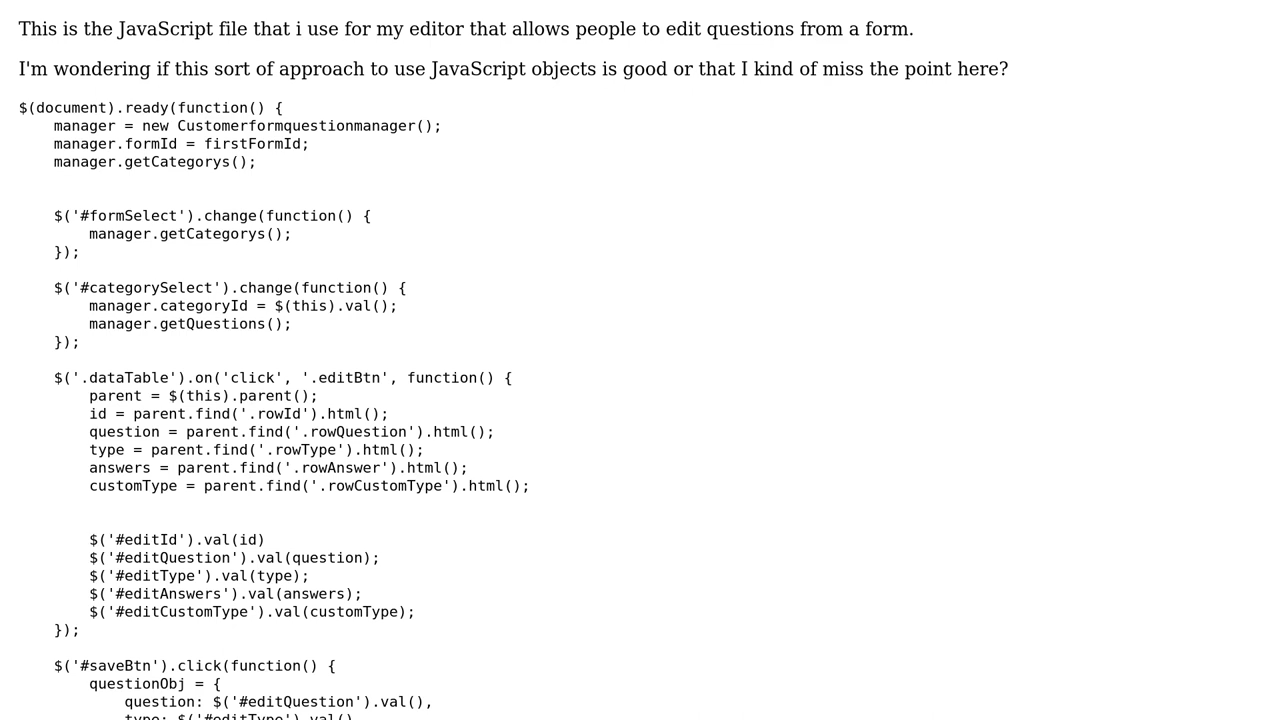 This is the JavaScript file that i use for my editor that allows people to edit questions from a form.
I'm wondering if this sort of approach to use JavaScript objects is good or that I kind of miss the point here?
$(document).ready(function() {
    manager = new Customerformquestionmanager();
    manager.formId = firstFormId;
    manager.getCategorys();
    $('#formSelect').change(function() {
        manager.getCategorys();
    });
    $('#categorySelect').change(function() {
        manager.categoryId = $(this).val();
        manager.getQuestions();
    });
    $('.dataTable').on('click', '.editBtn', function() {
        parent = $(this).parent();
        id = parent.find('.rowId').html();
        question = parent.find('.rowQuestion').html();
        type = parent.find('.rowType').html();
        answers = parent.find('.rowAnswer').html();
        customType = parent.find('.rowCustomType').html();
        $('#editId').val(id)
        $('#editQuestion').val(question);
        $('#editType').val(type);
        $('#editAnswers').val(answers);
        $('#editCustomType').val(customType);
    });
    $('#saveBtn').click(function() {
        questionObj = {
            question: $('#editQuestion').val(),
            type: $('#editType').val()